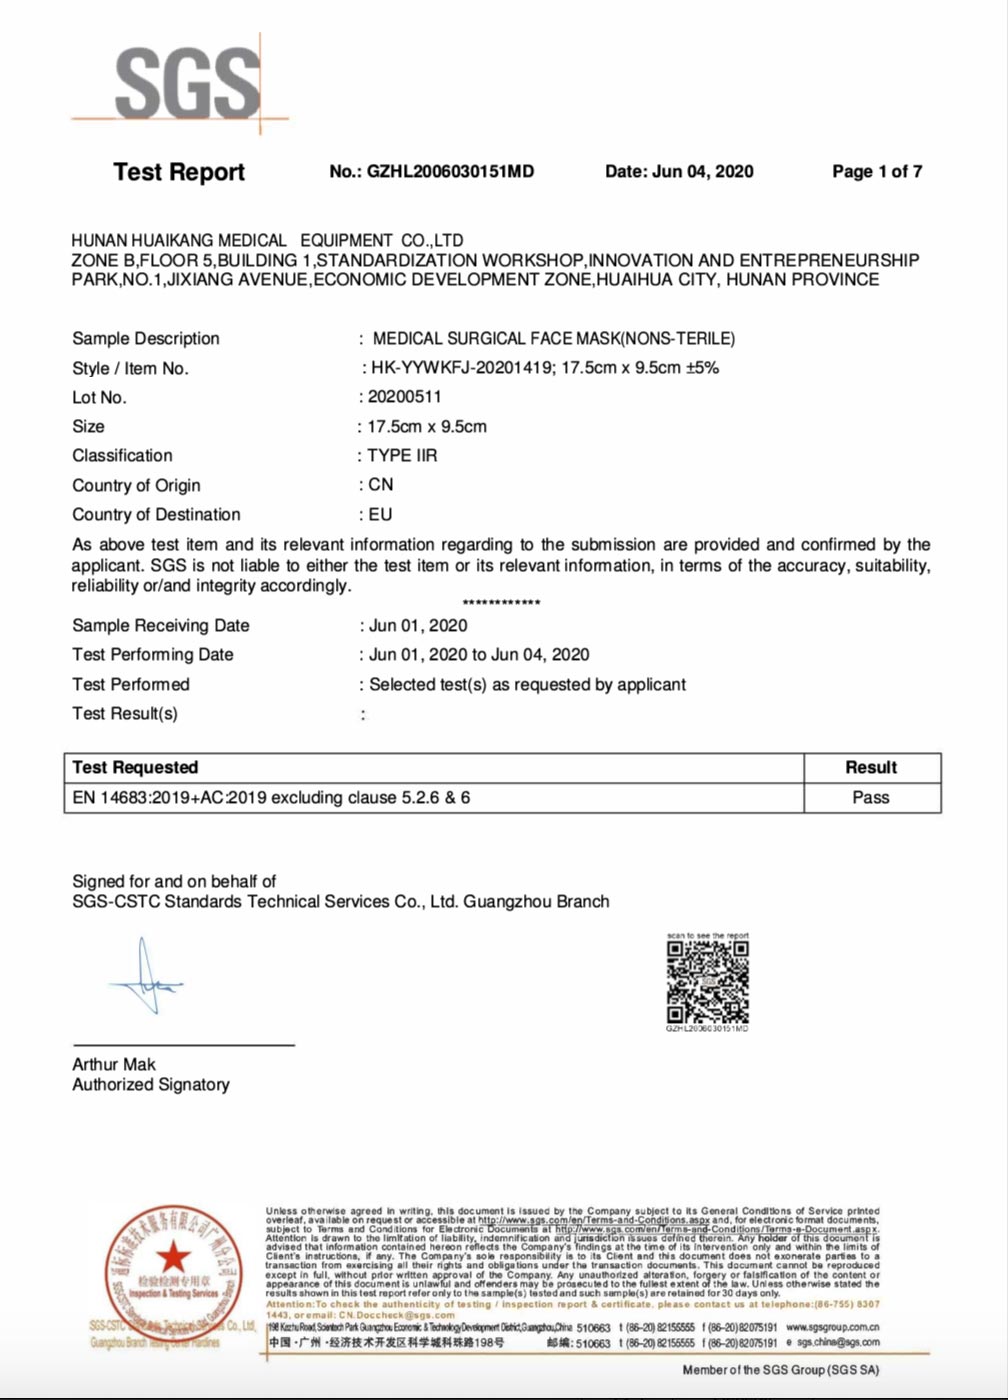 SGS
Test Report No.: GZHL2006030151MD Date: Jun 04, 2020 Page 1 of 7
HUNAN HUAIKANG MEDICAL EQUIPMENT CO.,LTD
ZONE B,FLOOR 5,BUILDING 1,STANDARDIZATION WORKSHOP,INNOVATION AND ENTREPRENEURSHIP
PARK,NO.1,JIXIANG AVENUE,ECONOMIC DEVELOPMENT ZONE,HUAIHUA CITY, HUNAN PROVINCE
Sample Description : MEDICAL SURGICAL FACE MASK(NONS-TERILE)
Style / Item No. : HK-YYWKFJ-20201419; 17.5cm x 9.5cm ±5%
Lot No. : 20200511
Size : 17.5cm x 9.5cm
Classification : TYPE IIR
Country of Origin : CN
Country of Destination : EU
As above test item and its relevant information regarding to the submission are provided and confirmed by the
applicant. SGS is not liable to either the test item or its relevant information, in terms of the accuracy, suitability,
reliability or/and integrity accordingly.
************
Sample Receiving Date : Jun 01, 2020
Test Performing Date : Jun 01, 2020 to Jun 04, 2020
Test Performed : Selected test(s) as requested by applicant
Test Result(s) :
Test Requested Result
EN 14683:2019+AC:2019 excluding clause 5.2.6 & 6 Pass
Signed for and on behalf of
SGS-CSTC Standards Technical Services Co., Ltd. Guangzhou Branch
scan to see the report
SGS
GZHL2006030151MD
Arthur Mak
Authorized Signatory
检验检测专用章
Inspection & Testing Services
Unless otherwise agreed in writing, this document is issued by the Company subject to its General Conditions of Service printed
overleaf, available on request or accessible at http://www.sgs.com/en/Terms-and-Conditions.aspx and, for electronic format documents,
subject to Terms and Conditions for Electronic Documents at http://www.sgs.com/en/Terms-and-Conditions/Terms-e-Document.aspx.
Attention is drawn to the limitation of liability, indemnification and jurisdiction issues defined therein. Any holder of this document is
advised that information contained hereon reflects the Company's findings at the time of its intervention only and within the limits of
Client's instructions, if any. The Company's sole responsibility is to its Client and this document does not exonerate parties to a
transaction from exercising all their rights and obligations under the transaction documents. This document cannot be reproduced
except in full, without prior written approval of the Company. Any unauthorized alteration, forgery or falsification of the content or
appearance of this document is unlawful and offenders may be prosecuted to the fullest extent of the law. Unless otherwise stated the
results shown in this test report refer only to the sample(s) tested and such sample(s) are retained for 30 days only.
Attention:To check the authenticity of testing / inspection report & certificate, please contact us at telephone:(86-755) 8307
1443, or email: CN.Doccheck@sgs.com
198 Kezhu Road, Scientech Park Guangzhou Economic & Technology Development District, Guangzhou, China 510663 t (86-20) 82155555 f (86-20) 82075191 www.sgsgroup.com.cn
中国 · 广州 · 经济技术开发区科学城科珠路198号 邮编: 510663 t (86-20) 82155555 f (86-20) 82075191 e sgs.china@sgs.com
Member of the SGS Group (SGS SA)